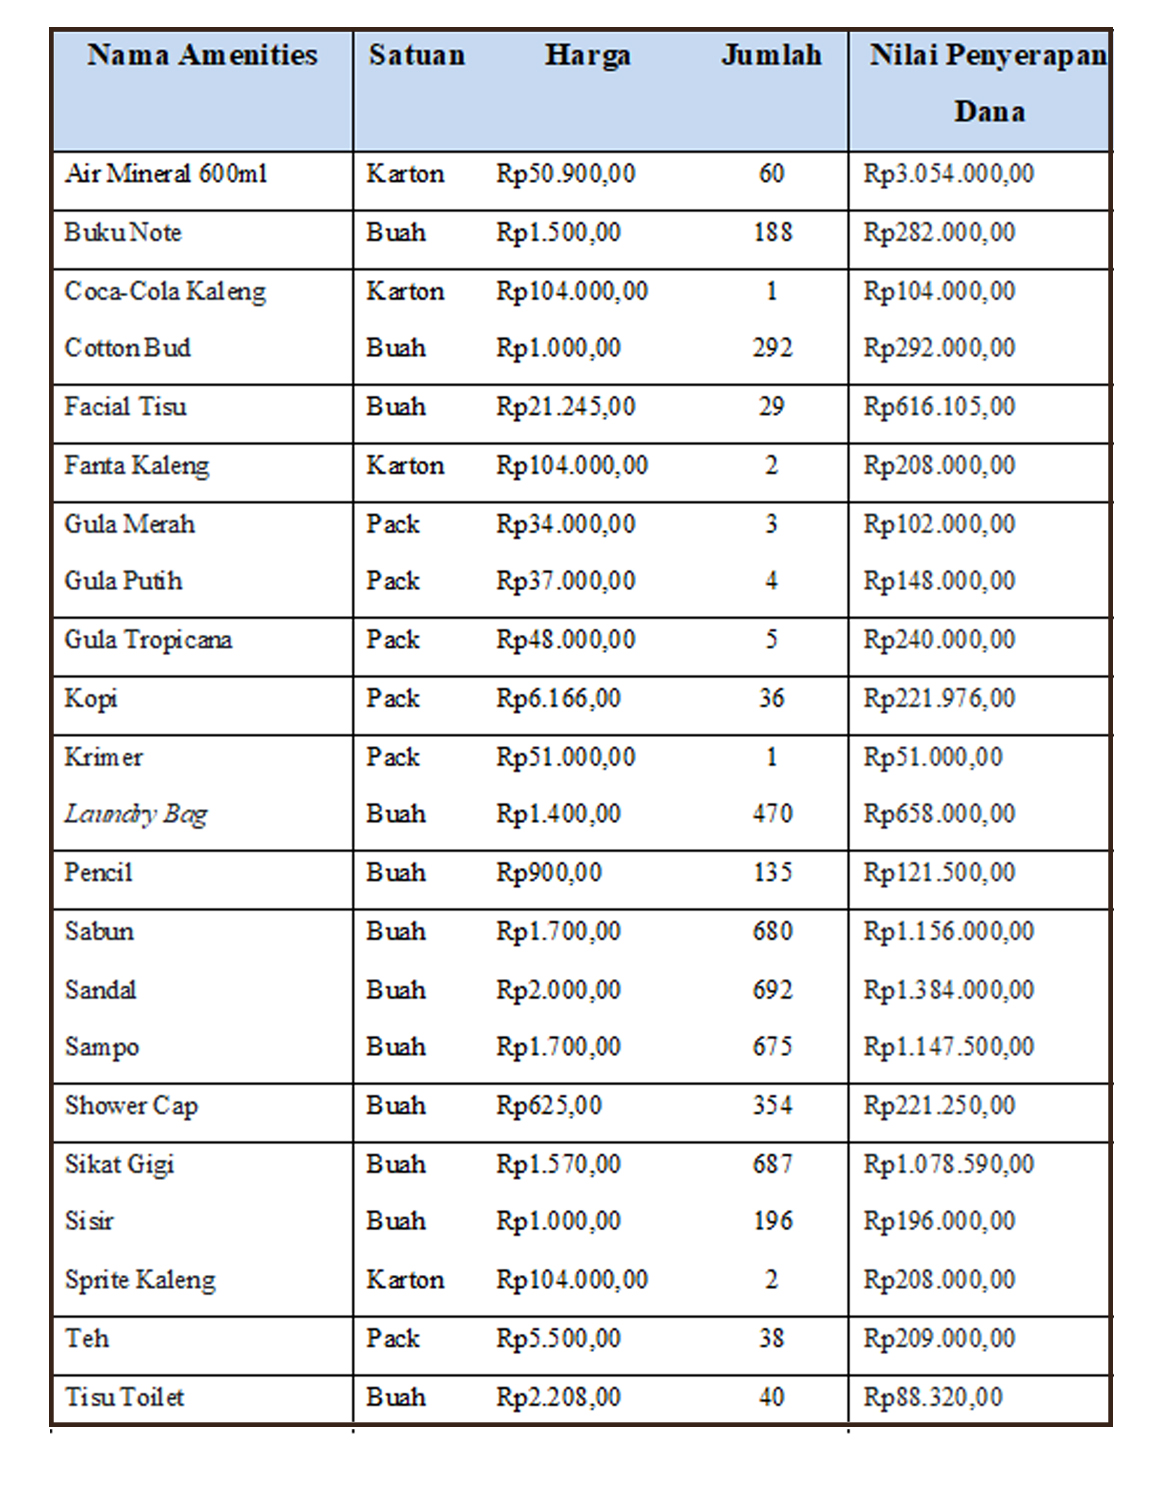 Nama Amenities Satuan Harga Jumlah Nilai Penyerapan
Dana
Air Mineral 600ml Karton Rp50.900,00 60 Rp3.054.000,00
Buku Note Buah Rp1.500,00 188 Rp282.000,00
Coca-Cola Kaleng Karton Rp104.000,00 1 Rp104.000,00
Cotton Bud Buah Rp1.000,00 292 Rp292.000,00
Facial Tisu Buah Rp21.245,00 29 Rp616.105,00
Fanta Kaleng Karton Rp104.000,00 2 Rp208.000,00
Gula Merah Pack Rp34.000,00 3 Rp102.000,00
Gula Putih Pack Rp37.000,00 4 Rp148.000,00
Gula Tropicana Pack Rp48.000,00 5 Rp240.000,00
Kopi Pack Rp6.166,00 36 Rp221.976,00
Krimer Pack Rp51.000,00 1 Rp51.000,00
Laundry Bag Buah Rp1.400,00 470 Rp658.000,00
Pencil Buah Rp900,00 135 Rp121.500,00
Sabun Buah Rp1.700,00 680 Rp1.156.000,00
Sandal Buah Rp2.000,00 692 Rp1.384.000,00
Sampo Buah Rp1.700,00 675 Rp1.147.500,00
Shower Cap Buah Rp625,00 354 Rp221.250,00
Sikat Gigi Buah Rp1.570,00 687 Rp1.078.590,00
Sisir Buah Rp1.000,00 196 Rp196.000,00
Sprite Kaleng Karton Rp104.000,00 2 Rp208.000,00
Teh Pack Rp5.500,00 38 Rp209.000,00
Tisu Toilet Buah Rp2.208,00 40 Rp88.320,00